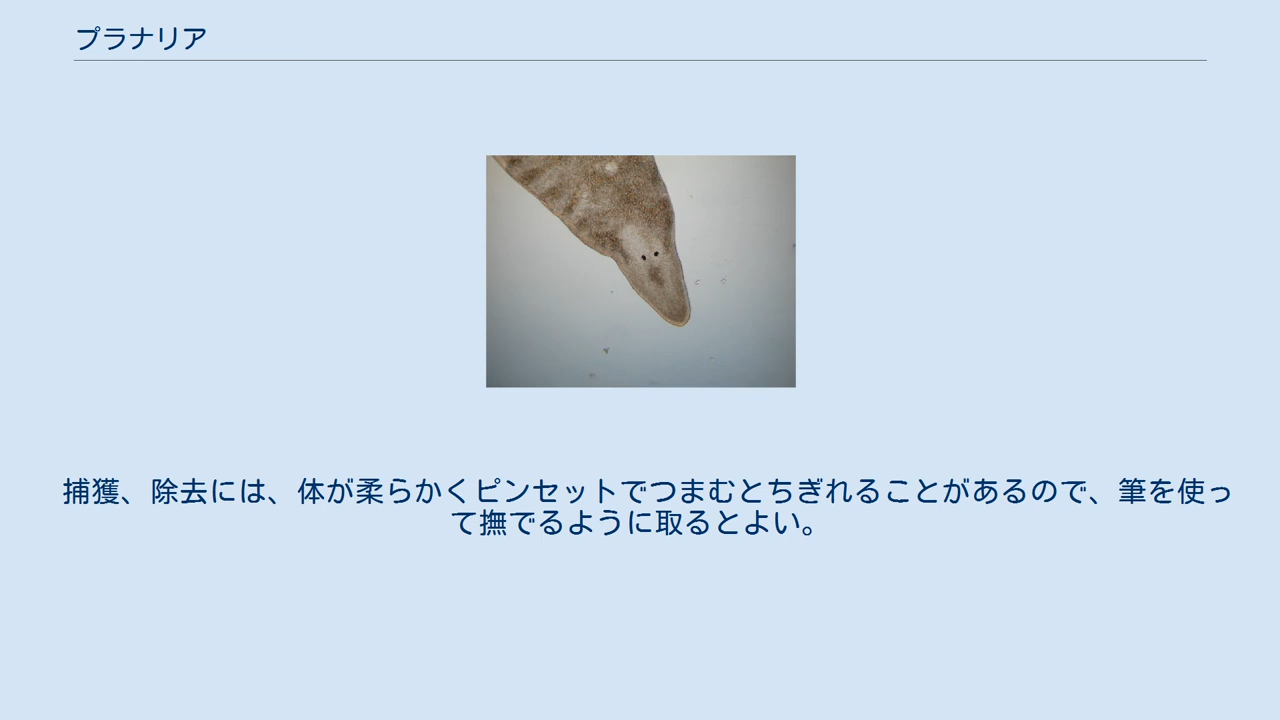 プラナリア
捕獲、除去には、体が柔らかくピンセットでつまむとちぎれることがあるので、筆を使っ
て撫でるように取るとよい。